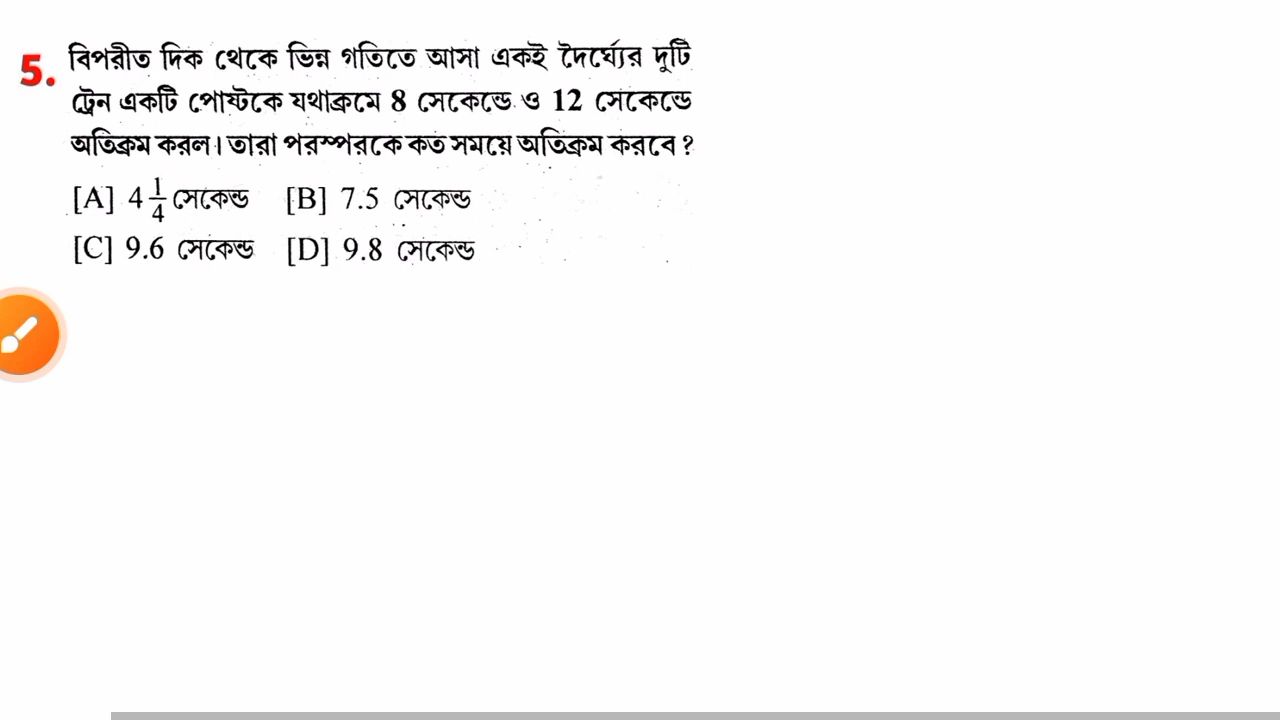 5. বিপরীত দিক থেকে ভিন্ন গতিতে আসা একই দৈর্ঘ্যের দুটি
ট্রেন একটি পোষ্টকে যথাক্রমে 8 সেকেন্ডে ও 12 সেকেন্ডে
অতিক্রম করল। তারা পরস্পরকে কত সময়ে অতিক্রম করবে ?
[A] 4 1/4 সেকেন্ড [B] 7.5 সেকেন্ড
[C] 9.6 সেকেন্ড [D] 9.8 সেকেন্ড